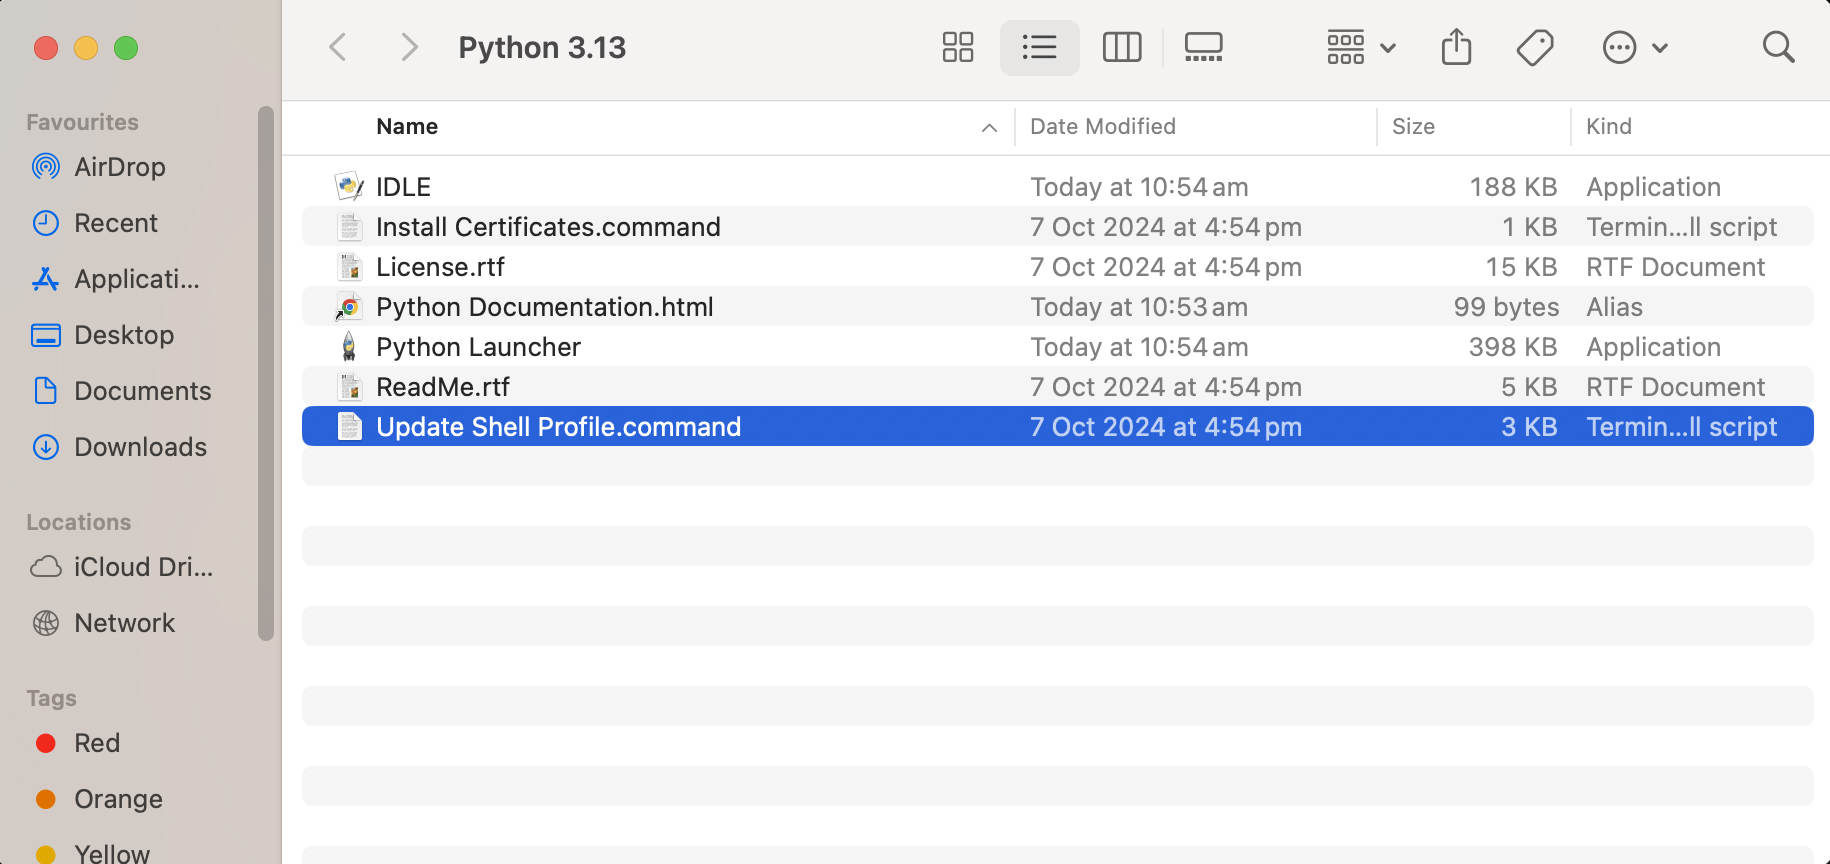 Python 3.13
Favourites
AirDrop
Recent
Applicati...
Desktop
Documents
Downloads
Locations
iCloud Dri...
Network
Tags
Red
Orange
Yellow
Name Date Modified Size Kind
IDLE Today at 10:54 am 188 KB Application
Install Certificates.command 7 Oct 2024 at 4:54 pm 1 KB Termin...ll script
License.rtf 7 Oct 2024 at 4:54 pm 15 KB RTF Document
Python Documentation.html Today at 10:53 am 99 bytes Alias
Python Launcher Today at 10:54 am 398 KB Application
ReadMe.rtf 7 Oct 2024 at 4:54 pm 5 KB RTF Document
Update Shell Profile.command 7 Oct 2024 at 4:54 pm 3 KB Termin...ll script